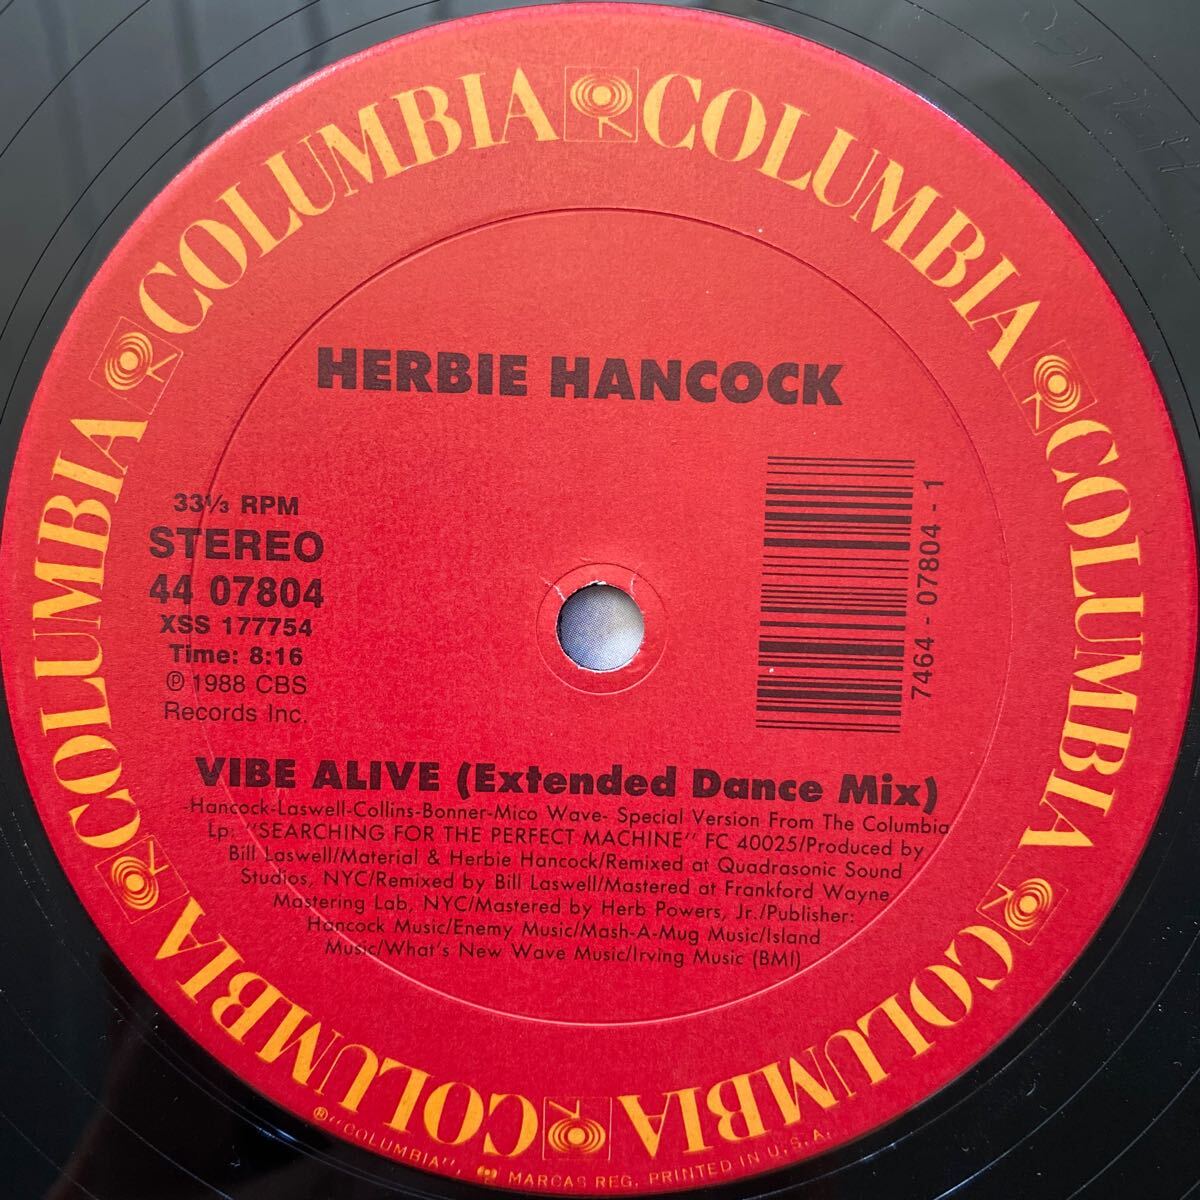 COLUMBIA COLUMBIA COLUMBIA COLUMBIA COLUMBIA COLUMBIA COLUMBIA COLUMBIA
HERBIE HANCOCK
33⅓ RPM
STEREO
44 07804
XSS 177754
Time: 8:16
℗ 1988 CBS
Records Inc.
7464-07804-1
VIBE ALIVE (Extended Dance Mix)
-Hancock-Laswell-Collins-Bonner-Mico Wave- Special Version From The Columbia
Lp: "SEARCHING FOR THE PERFECT MACHINE" FC 40025/Produced by
Bill Laswell/Material & Herbie Hancock/Remixed at Quadrasonic Sound
Studios, NYC/Remixed by Bill Laswell/Mastered at Frankford Wayne
Mastering Lab, NYC/Mastered by Herb Powers, Jr./Publisher:
Hancock Music/Enemy Music/Mash-A-Mug Music/Island
Music/What's New Wave Music/Irving Music (BMI)
® "COLUMBIA", MARCAS REG. PRINTED IN U.S.A.